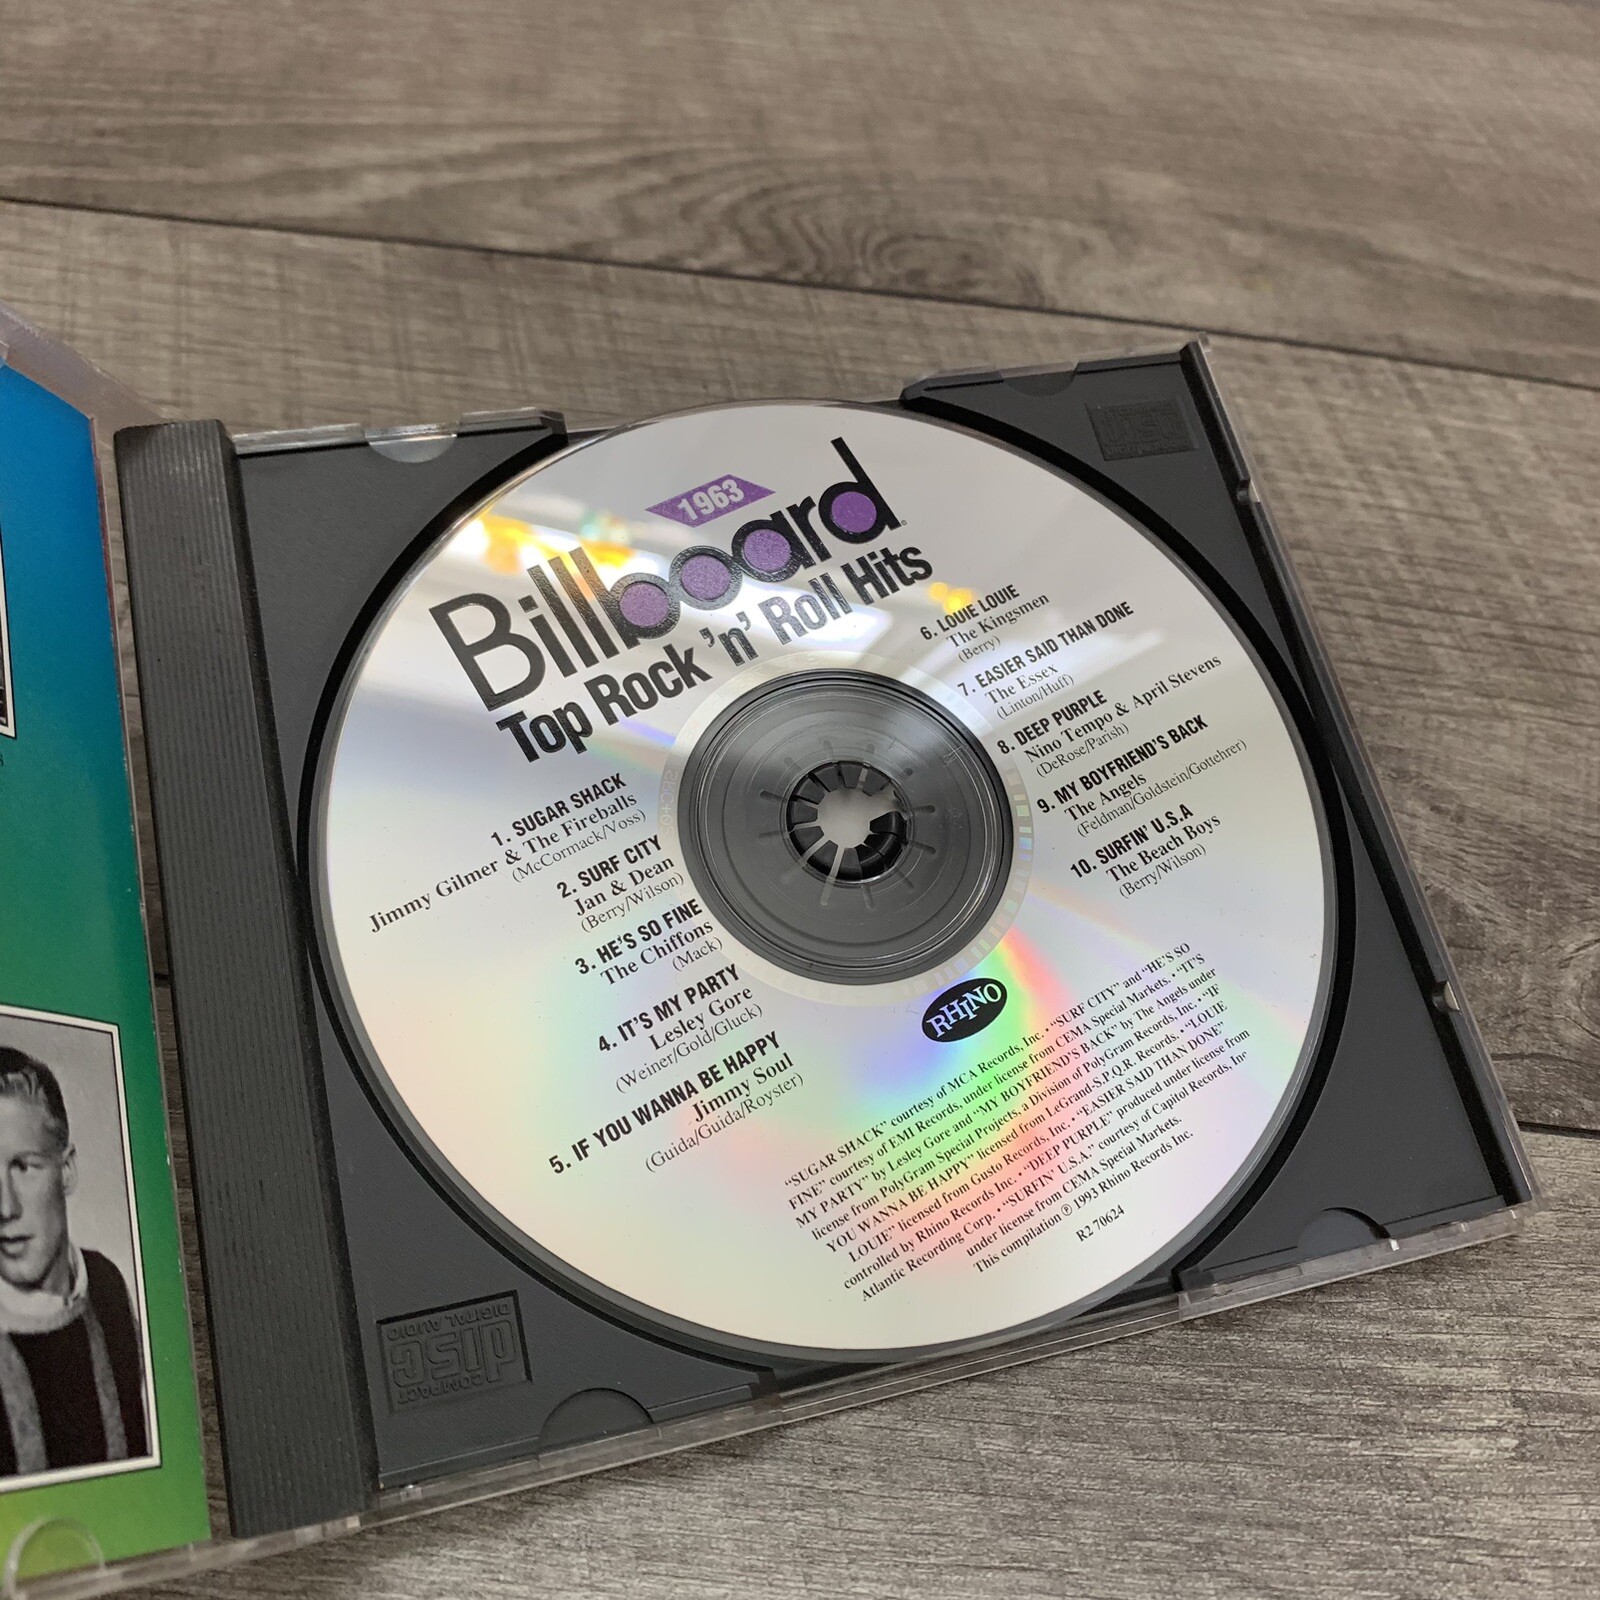 1963
Billboard
Top Rock 'n' Roll Hits
1. SUGAR SHACK
Jimmy Gilmer & The Fireballs
(McCormack/Voss)
2. SURF CITY
Jan & Dean
(Berry/Wilson)
3. HE'S SO FINE
The Chiffons
(Mack)
4. IT'S MY PARTY
Lesley Gore
(Weiner/Gold/Gluck)
5. IF YOU WANNA BE HAPPY
Jimmy Soul
(Guida/Guida/Royster)
6. LOUIE LOUIE
The Kingsmen
(Berry)
7. EASIER SAID THAN DONE
The Essex
(Linton/Huff)
8. DEEP PURPLE
Nino Tempo & April Stevens
(DeRose/Parish)
9. MY BOYFRIEND'S BACK
The Angels
(Feldman/Goldstein/Gottehrer)
10. SURFIN' U.S.A
The Beach Boys
(Berry/Wilson)
RHINO
"SUGAR SHACK" courtesy of MCA Records, Inc. • "SURF CITY" and "HE'S SO
FINE" courtesy of EMI Records, under license from CEMA Special Markets. • "IT'S
MY PARTY" by Lesley Gore and "MY BOYFRIEND'S BACK" by The Angels under
license from PolyGram Special Projects, a Division of PolyGram Records, Inc. • "IF
YOU WANNA BE HAPPY" licensed from LeGrand-S.P.Q.R. Records. • "LOUIE
LOUIE" licensed from Gusto Records, Inc. • "EASIER SAID THAN DONE"
controlled by Rhino Records Inc. • "DEEP PURPLE" produced under license from
Atlantic Recording Corp. • "SURFIN' U.S.A." courtesy of Capitol Records, Inc
under license from CEMA Special Markets.
This compilation ℗ 1993 Rhino Records Inc.
R2 70624
COMPACT
disc
DIGITAL AUDIO